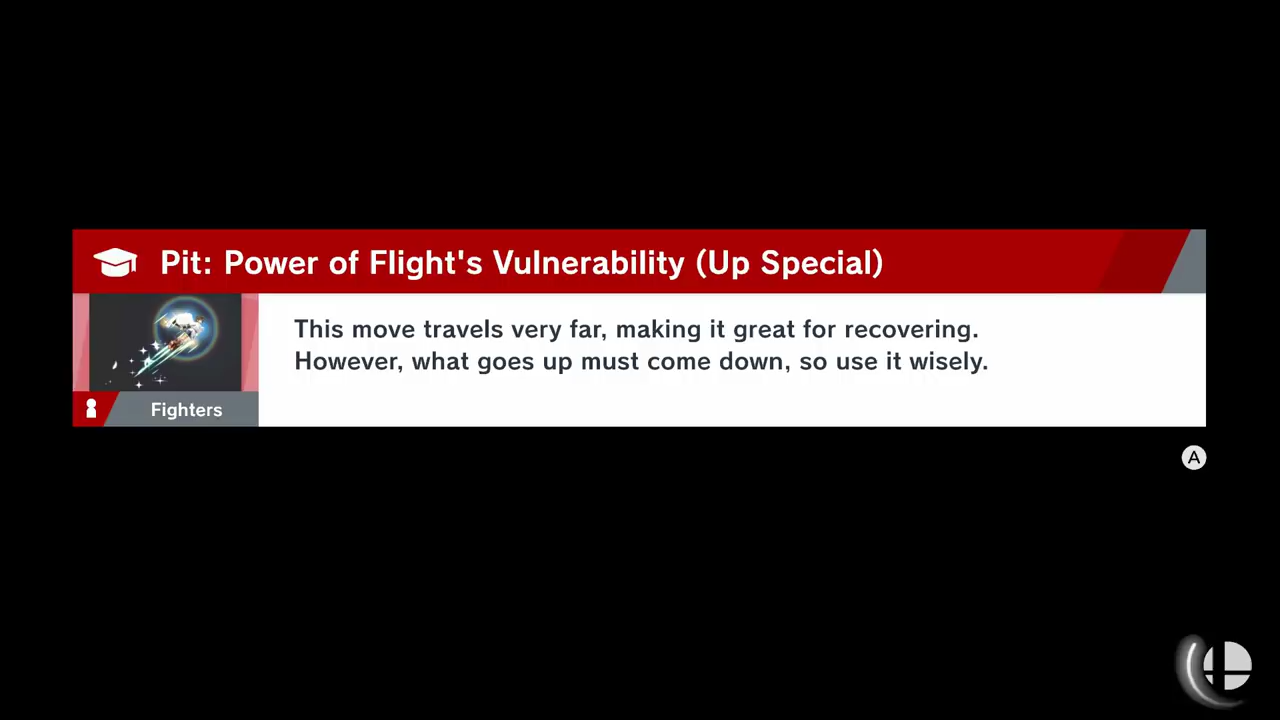 Pit: Power of Flight's Vulnerability (Up Special)
This move travels very far, making it great for recovering.
However, what goes up must come down, so use it wisely.
Fighters
A